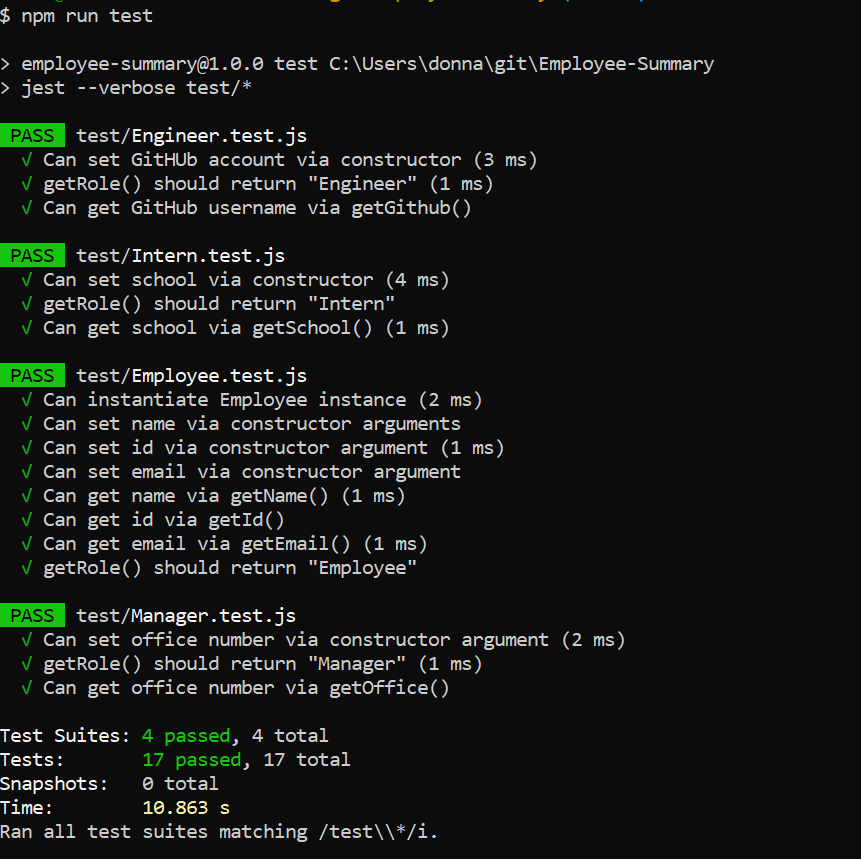 $ npm run test
> employee-summary@1.0.0 test C:\Users\donna\git\Employee-Summary
> jest --verbose test/*
PASS test/Engineer.test.js
√ Can set GitHUb account via constructor (3 ms)
√ getRole() should return "Engineer" (1 ms)
√ Can get GitHub username via getGithub()
PASS test/Intern.test.js
√ Can set school via constructor (4 ms)
√ getRole() should return "Intern"
√ Can get school via getSchool() (1 ms)
PASS test/Employee.test.js
√ Can instantiate Employee instance (2 ms)
√ Can set name via constructor arguments
√ Can set id via constructor argument (1 ms)
√ Can set email via constructor argument
√ Can get name via getName() (1 ms)
√ Can get id via getId()
√ Can get email via getEmail() (1 ms)
√ getRole() should return "Employee"
PASS test/Manager.test.js
√ Can set office number via constructor argument (2 ms)
√ getRole() should return "Manager" (1 ms)
√ Can get office number via getOffice()
Test Suites: 4 passed, 4 total
Tests: 17 passed, 17 total
Snapshots: 0 total
Time: 10.863 s
Ran all test suites matching /test\\*/i.